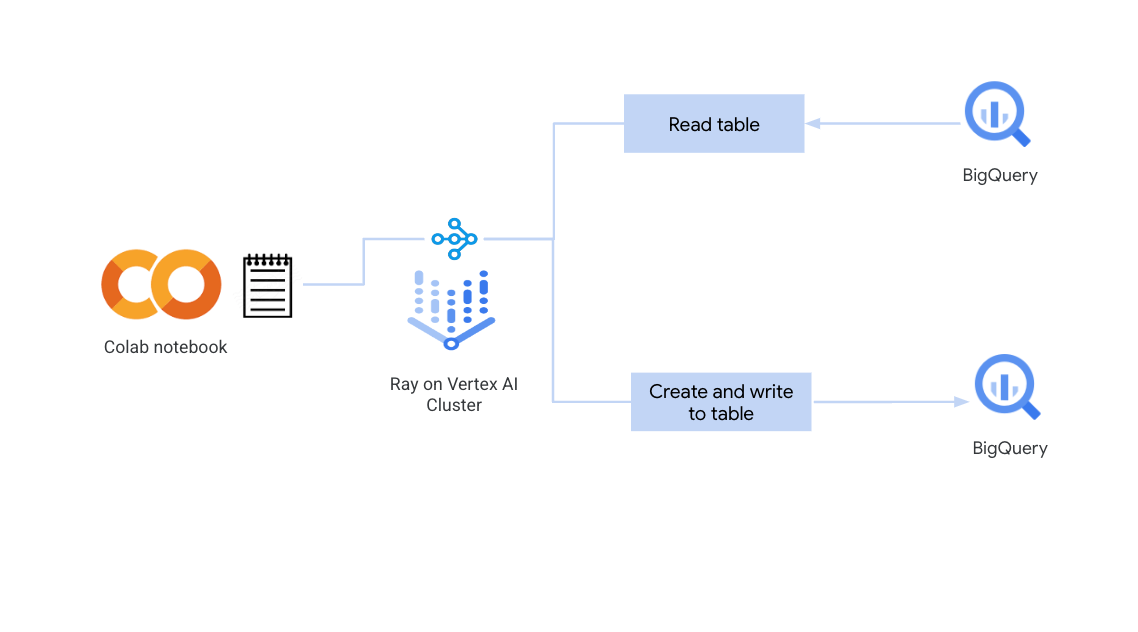 Read table
BigQuery
Colab notebook
Ray on Vertex AI
Cluster
Create and write
to table
BigQuery